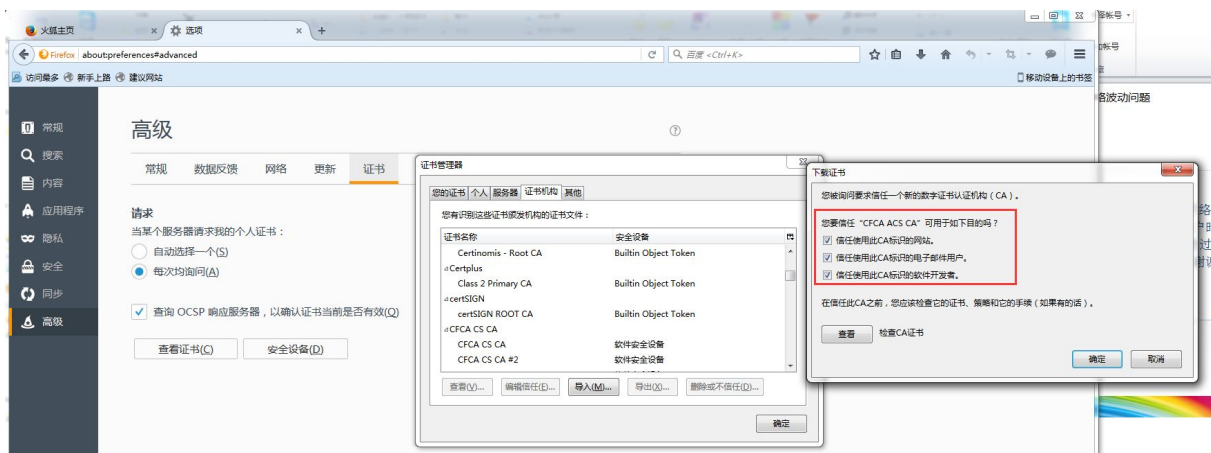 火狐主页
选项
Firefox
about:preferences#advanced
百度 <Ctrl+K>
访问最多
新手上路
建议网站
移动设备上的书签
常规
搜索
内容
应用程序
隐私
安全
同步
高级
高级
常规
数据反馈
网络
更新
证书
请求
当某个服务器请求我的个人证书：
自动选择一个(S)
每次均询问(A)
查询 OCSP 响应服务器，以确认证书当前是否有效(Q)
查看证书(C)
安全设备(D)
证书管理器
您的证书
个人
服务器
证书机构
其他
您有识别这些证书颁发机构的证书文件：
证书名称
安全设备
Certinomis - Root CA
Builtin Object Token
Certplus
Class 2 Primary CA
Builtin Object Token
certSIGN
certSIGN ROOT CA
Builtin Object Token
CFCA CS CA
CFCA CS CA
软件安全设备
CFCA CS CA #2
软件安全设备
查看(V)...
编辑信任(E)...
导入(M)...
导出(X)...
删除或不信任(D)...
确定
下载证书
您被询问要求信任一个新的数字证书认证机构（CA）。
您要信任“CFCA ACS CA”可用于如下目的吗？
信任使用此CA标识的网站。
信任使用此CA标识的电子邮件用户。
信任使用此CA标识的软件开发者。
在信任此CA之前，您应该检查它的证书、策略和它的手续（如果有的话）。
查看
检查CA证书
确定
取消
帐号
波动问题